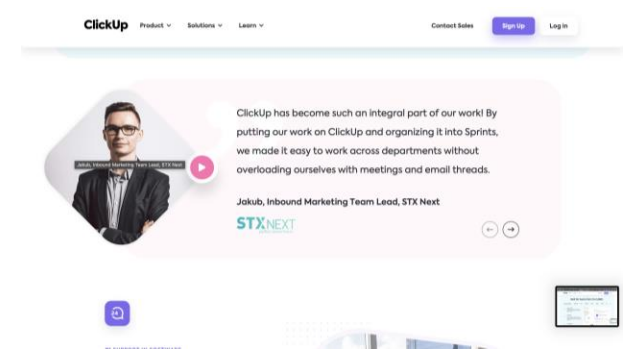 ClickUp Product Solutions Learn Contact Sales Sign Up Log In
ClickUp has become such an integral part of our work! By
putting our work on ClickUp and organizing it into Sprints,
we made it easy to work across departments without
overloading ourselves with meetings and email threads.
Jakub, Inbound Marketing Team Lead, STX Next
Jakub, Inbound Marketing Team Lead, STX Next
STXNEXT